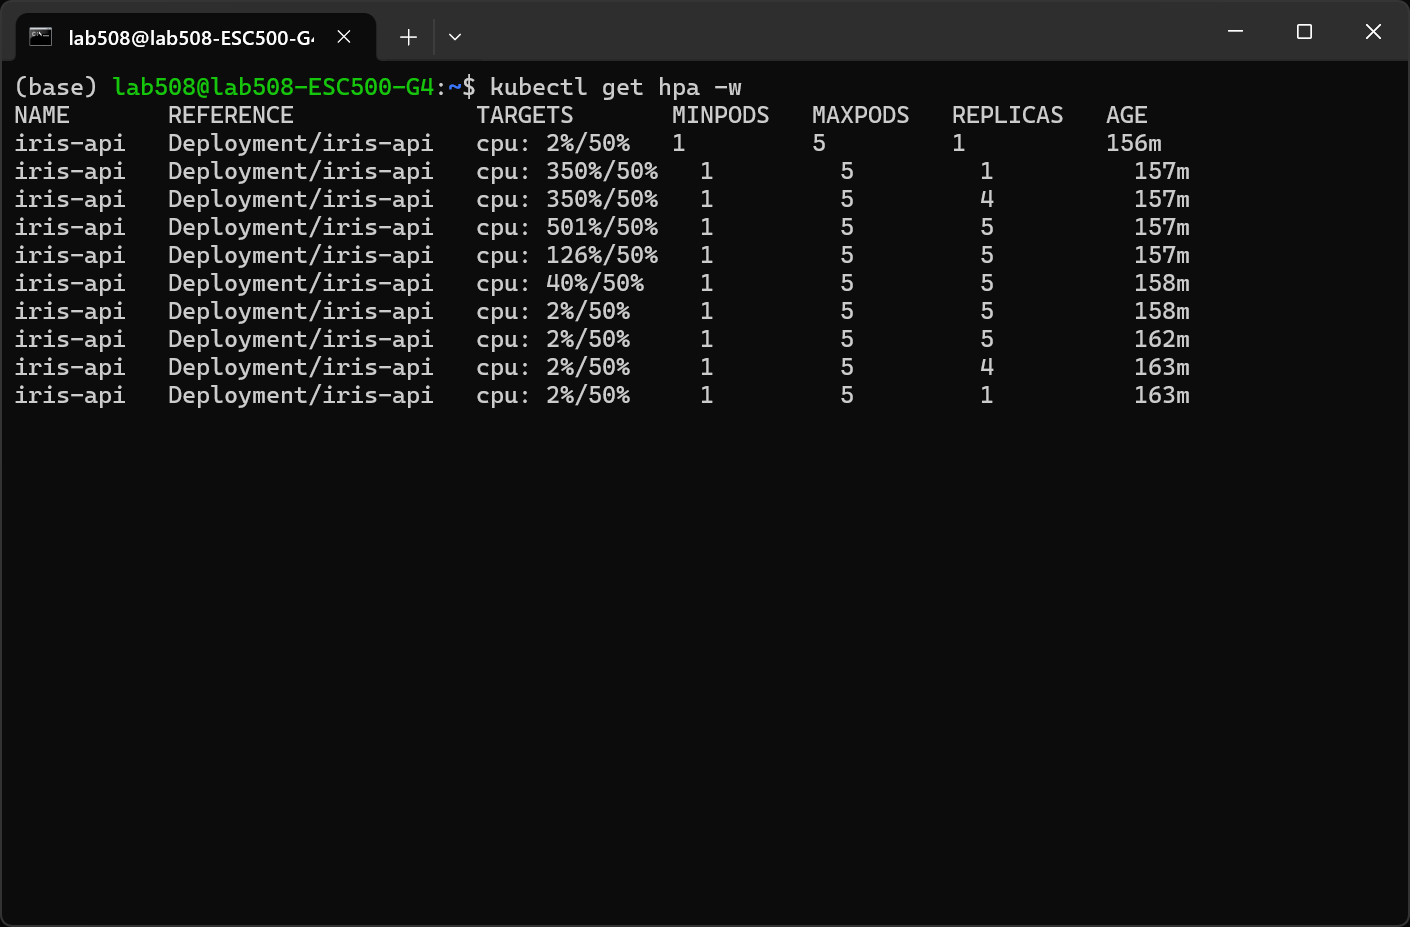 lab508@lab508-ESC500-G4
(base) lab508@lab508-ESC500-G4:~$ kubectl get hpa -w
NAME       REFERENCE             TARGETS       MINPODS   MAXPODS   REPLICAS   AGE
iris-api   Deployment/iris-api   cpu: 2%/50%   1         5         1          156m
iris-api   Deployment/iris-api   cpu: 350%/50%   1         5         1          157m
iris-api   Deployment/iris-api   cpu: 350%/50%   1         5         4          157m
iris-api   Deployment/iris-api   cpu: 501%/50%   1         5         5          157m
iris-api   Deployment/iris-api   cpu: 126%/50%   1         5         5          157m
iris-api   Deployment/iris-api   cpu: 40%/50%    1         5         5          158m
iris-api   Deployment/iris-api   cpu: 2%/50%     1         5         5          158m
iris-api   Deployment/iris-api   cpu: 2%/50%     1         5         5          162m
iris-api   Deployment/iris-api   cpu: 2%/50%     1         5         4          163m
iris-api   Deployment/iris-api   cpu: 2%/50%     1         5         1          163m